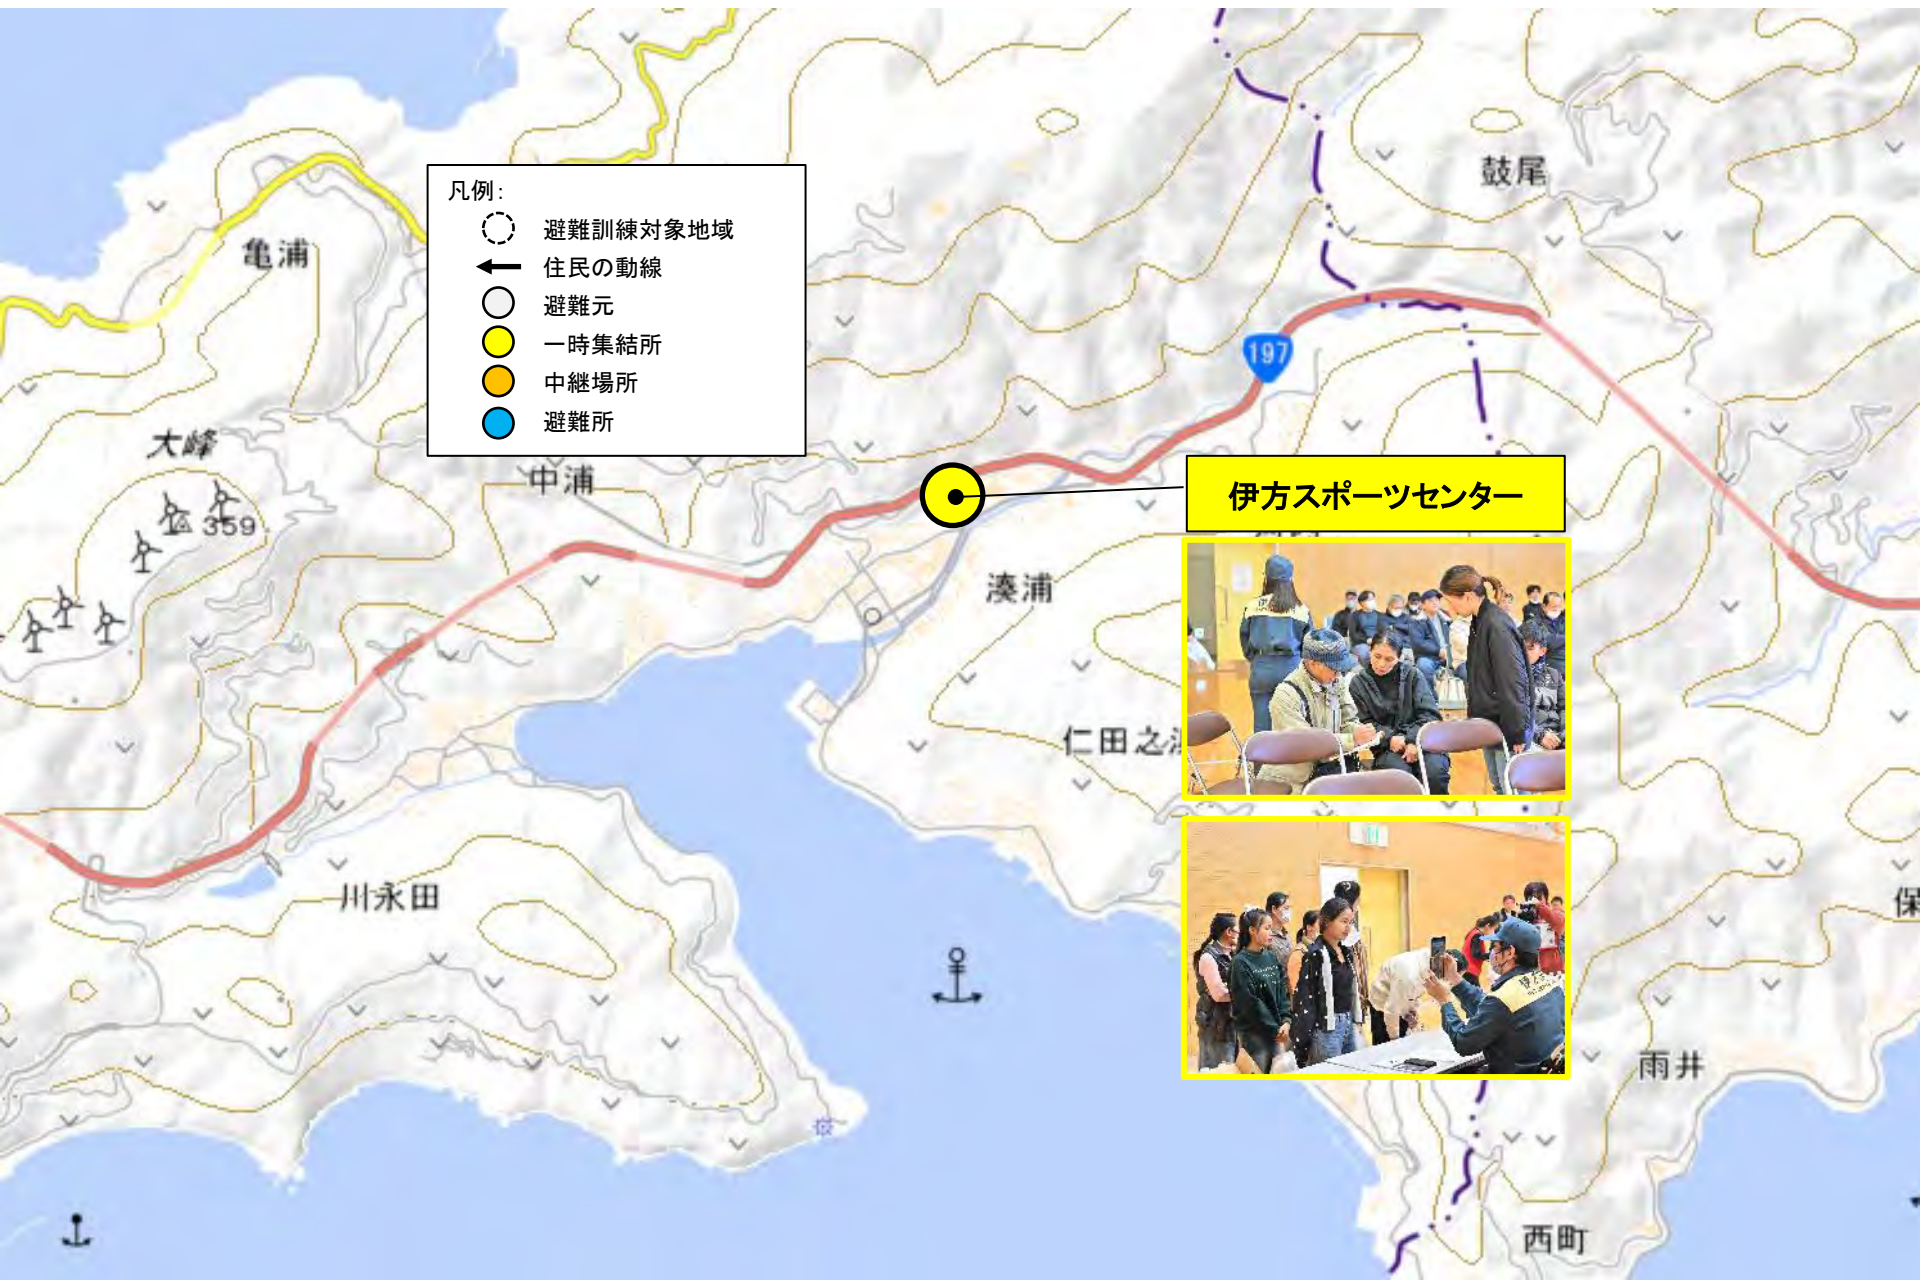 鼓尾
凡例:
避難訓練対象地域
住民の動線
避難元
一時集結所
中継場所
避難所
亀浦
197
大峰
359
中浦
伊方スポーツセンター
湊浦
仁田之浜
川永田
保
雨井
西町